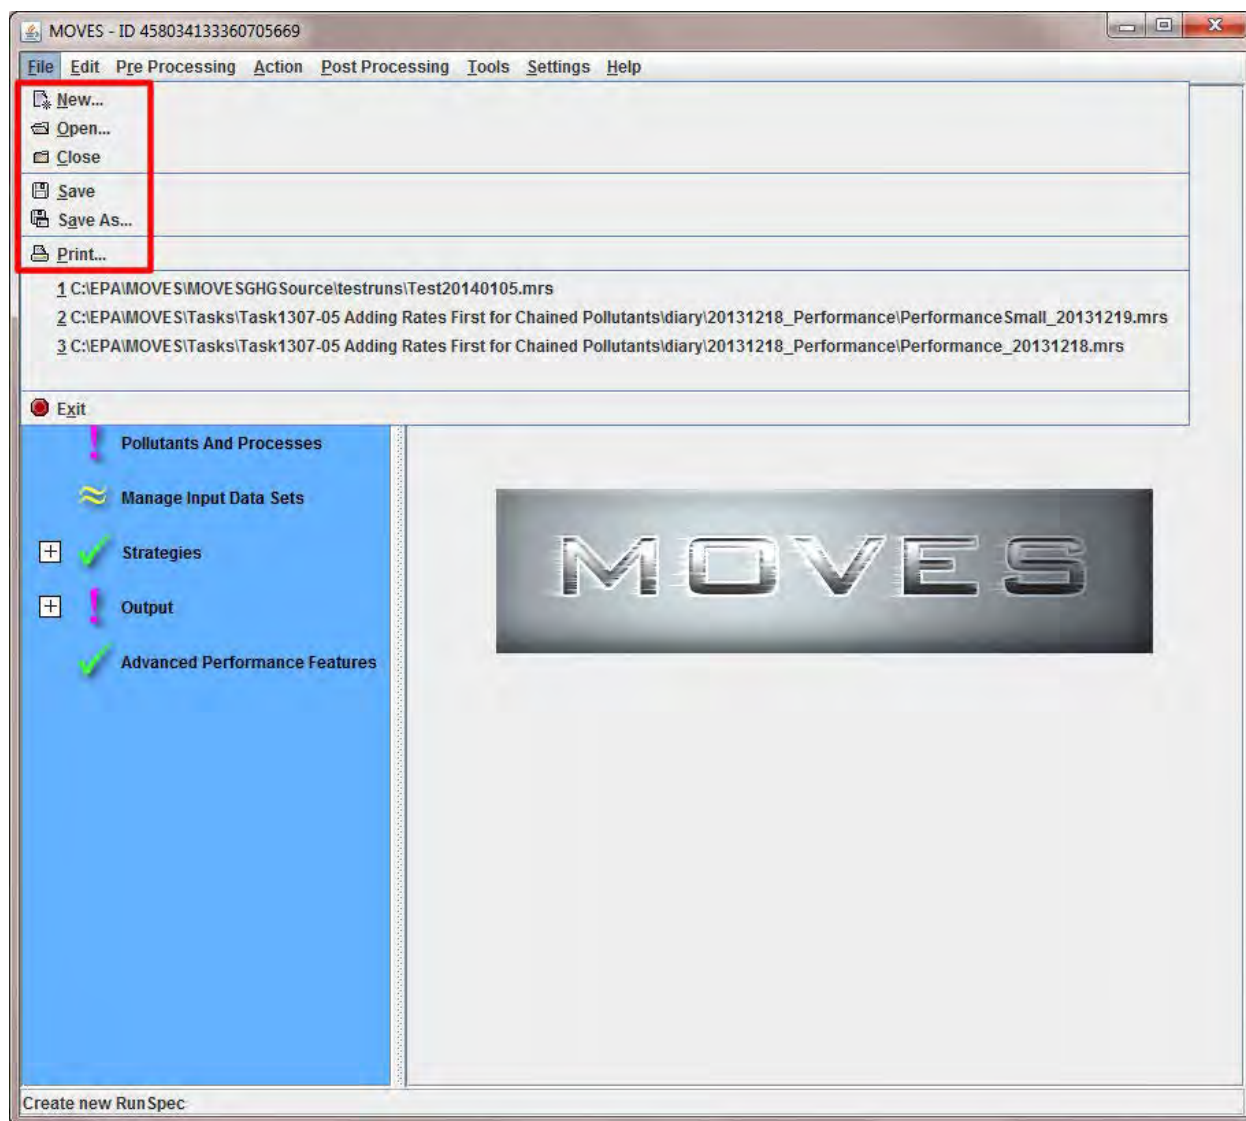 MOVES - ID 458034133360705669
File Edit Pre Processing Action Post Processing Tools Settings Help
New...
Open...
Close
Save
Save As...
Print...
1 C:\EPA\MOVES\MOVESGHGSource\testruns\Test20140105.mrs
2 C:\EPA\MOVES\Tasks\Task1307-05 Adding Rates First for Chained Pollutants\diary\20131218_Performance\PerformanceSmall_20131219.mrs
3 C:\EPA\MOVES\Tasks\Task1307-05 Adding Rates First for Chained Pollutants\diary\20131218_Performance\Performance_20131218.mrs
Exit
Pollutants And Processes
Manage Input Data Sets
Strategies
Output
Advanced Performance Features
MOVES
Create new RunSpec